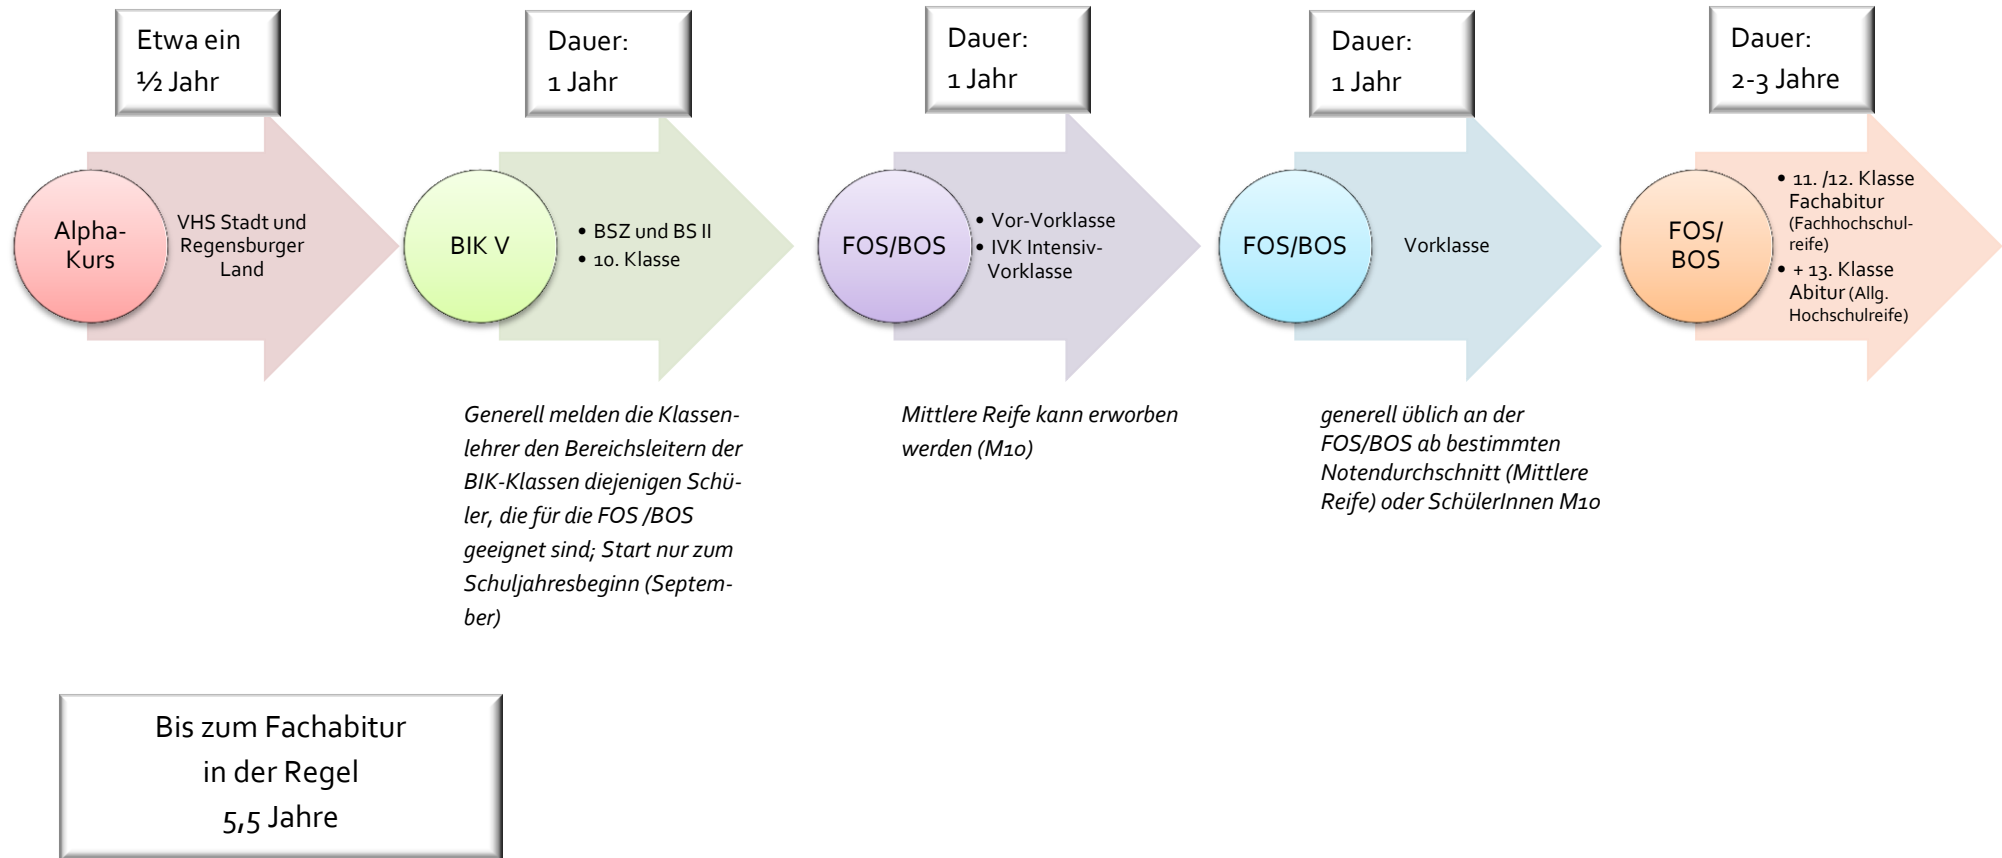 Etwa ein
½ Jahr
Dauer:
1 Jahr
Dauer:
1 Jahr
Dauer:
1 Jahr
Dauer:
2-3 Jahre
Alpha-
Kurs
VHS Stadt und
Regensburger
Land
BIK V
• BSZ und BS II
• 10. Klasse
FOS/BOS
• Vor-Vorklasse
• IVK Intensiv-
Vorklasse
FOS/BOS
Vorklasse
FOS/
BOS
• 11. /12. Klasse
Fachabitur
(Fachhochschul-
reife)
• + 13. Klasse
Abitur (Allg.
Hochschulreife)
Generell melden die Klassen-
lehrer den Bereichsleitern der
BIK-Klassen diejenigen Schü-
ler, die für die FOS /BOS
geeignet sind; Start nur zum
Schuljahresbeginn (Septem-
ber)
Mittlere Reife kann erworben
werden (M10)
generell üblich an der
FOS/BOS ab bestimmten
Notendurchschnitt (Mittlere
Reife) oder SchülerInnen M10
Bis zum Fachabitur
in der Regel
5,5 Jahre